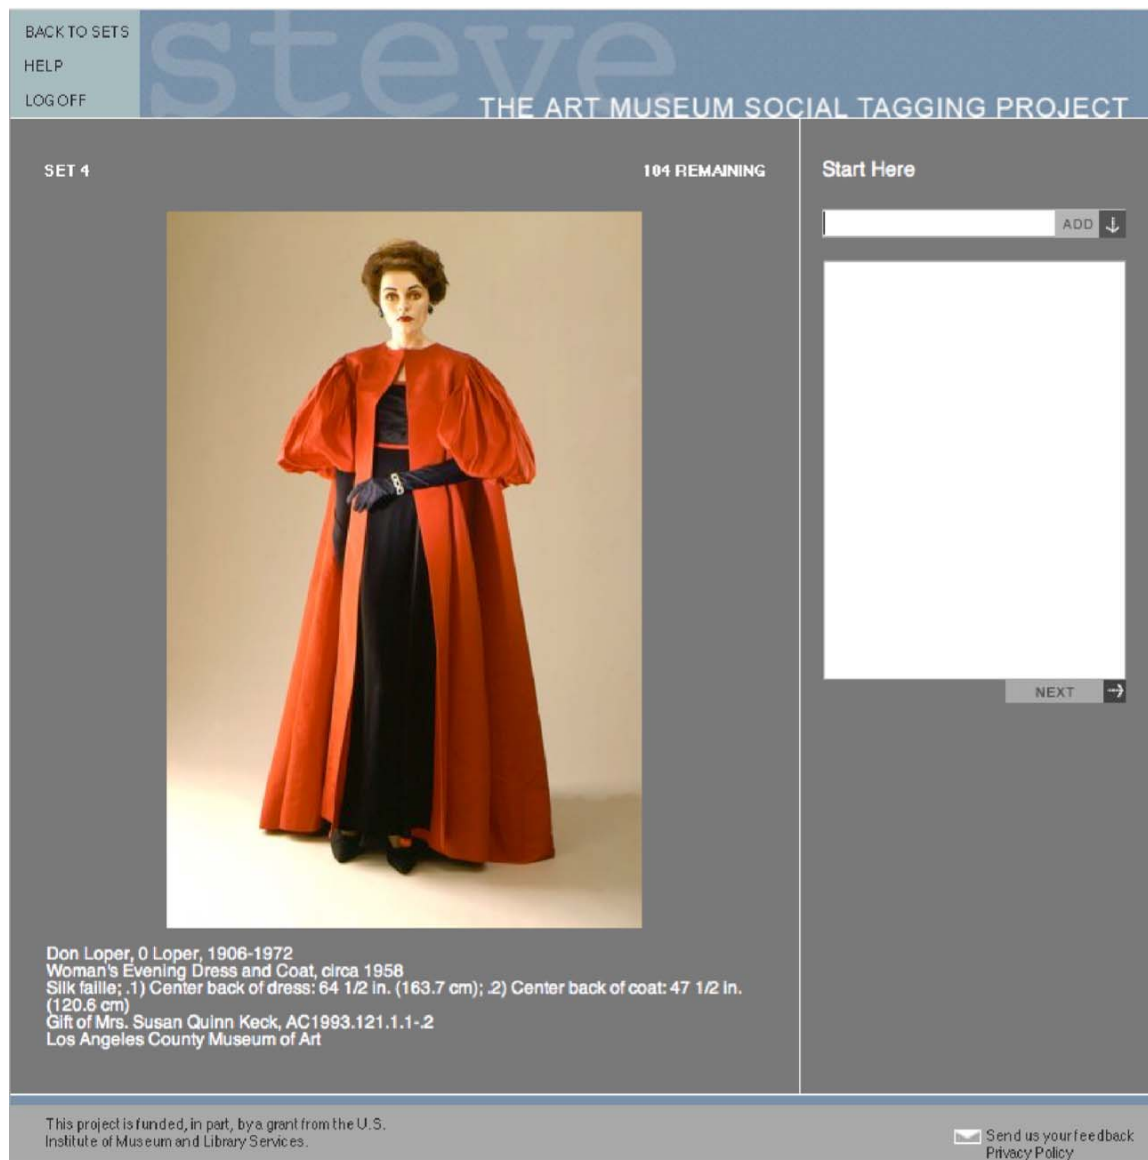 BACK TO SETS
HELP
LOG OFF
steve
THE ART MUSEUM SOCIAL TAGGING PROJECT
SET 4
104 REMAINING
Don Loper, 0 Loper, 1906-1972
Woman's Evening Dress and Coat, circa 1958
Silk faille; .1) Center back of dress: 64 1/2 in. (163.7 cm); .2) Center back of coat: 47 1/2 in.
(120.6 cm)
Gift of Mrs. Susan Quinn Keck, AC1993.121.1.1-.2
Los Angeles County Museum of Art
Start Here
ADD
NEXT
This project is funded, in part, by a grant from the U.S.
Institute of Museum and Library Services.
Send us your feedback
Privacy Policy